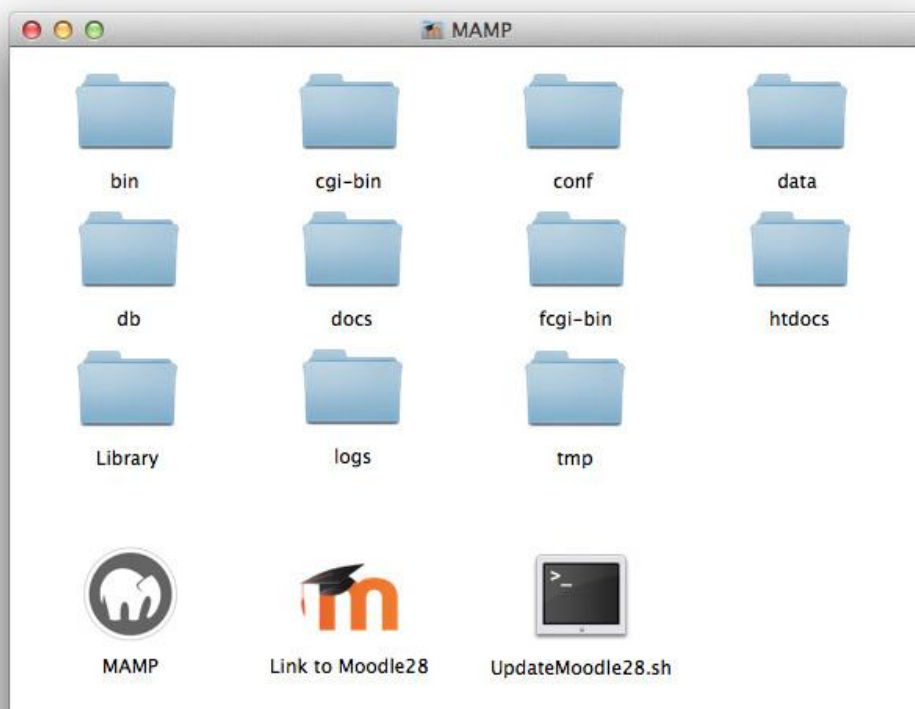 MAMP
bin cgi-bin conf data
db docs fcgi-bin htdocs
Library logs tmp
>_
m
MAMP Link to Moodle28 UpdateMoodle28.sh